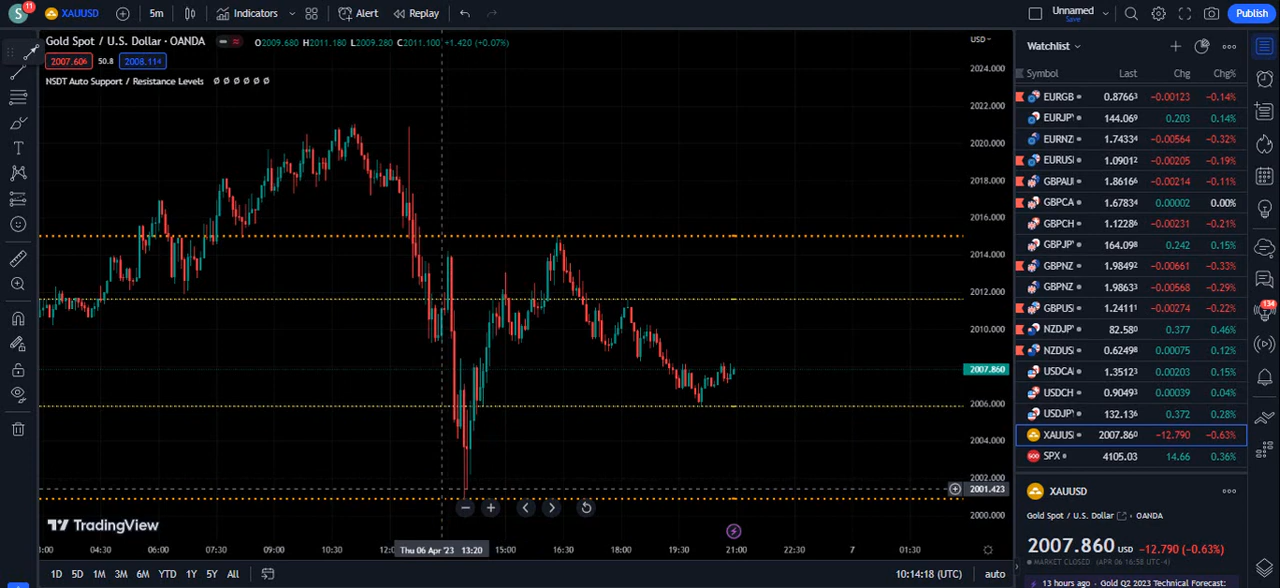 S 11 XAUUSD 5m Indicators Alert Replay Unnamed Save Publish
Gold Spot / U.S. Dollar · OANDA O2009.680 H2011.180 L2009.280 C2011.100 +1.420 (+0.07%)
2007.606 50.8 2008.114
NSDT Auto Support / Resistance Levels Ø Ø Ø Ø Ø Ø
USD
2024.000
2022.000
2020.000
2018.000
2016.000
2014.000
2012.000
2010.000
2007.860
2006.000
2004.000
2002.000
2001.423
2000.000
TradingView
:00 04:30 06:00 07:30 09:00 10:30 12:0 Thu 06 Apr '23 13:20 15:00 16:30 18:00 19:30 21:00 22:30 7 01:30
1D 5D 1M 3M 6M YTD 1Y 5Y All 10:14:18 (UTC) auto
Watchlist
Symbol Last Chg Chg%
EURGB 0.87663 −0.00123 −0.14%
EURJPY 144.069 0.203 0.14%
EURNZ 1.74334 −0.00564 −0.32%
EURUS 1.09012 −0.00205 −0.19%
GBPAU 1.86166 −0.00214 −0.11%
GBPCA 1.67834 0.00002 0.00%
GBPCH 1.12286 −0.00231 −0.21%
GBPJP 164.098 0.242 0.15%
GBPNZ 1.98492 −0.00661 −0.33%
GBPNZ 1.98633 −0.00568 −0.29%
GBPUS 1.24111 −0.00274 −0.22%
NZDJP 82.580 0.377 0.46%
NZDUS 0.62498 0.00075 0.12%
USDCA 1.35123 0.00203 0.15%
USDCH 0.90493 0.00039 0.04%
USDJP 132.136 0.372 0.28%
XAUUS 2007.860 −12.790 −0.63%
500 SPX 4105.03 14.66 0.36%
134
XAUUSD
Gold Spot / U.S. Dollar · OANDA
2007.860 USD −12.790 (−0.63%)
MARKET CLOSED (APR 06 16:58 UTC-4)
13 hours ago · Gold Q2 2023 Technical Forecast: